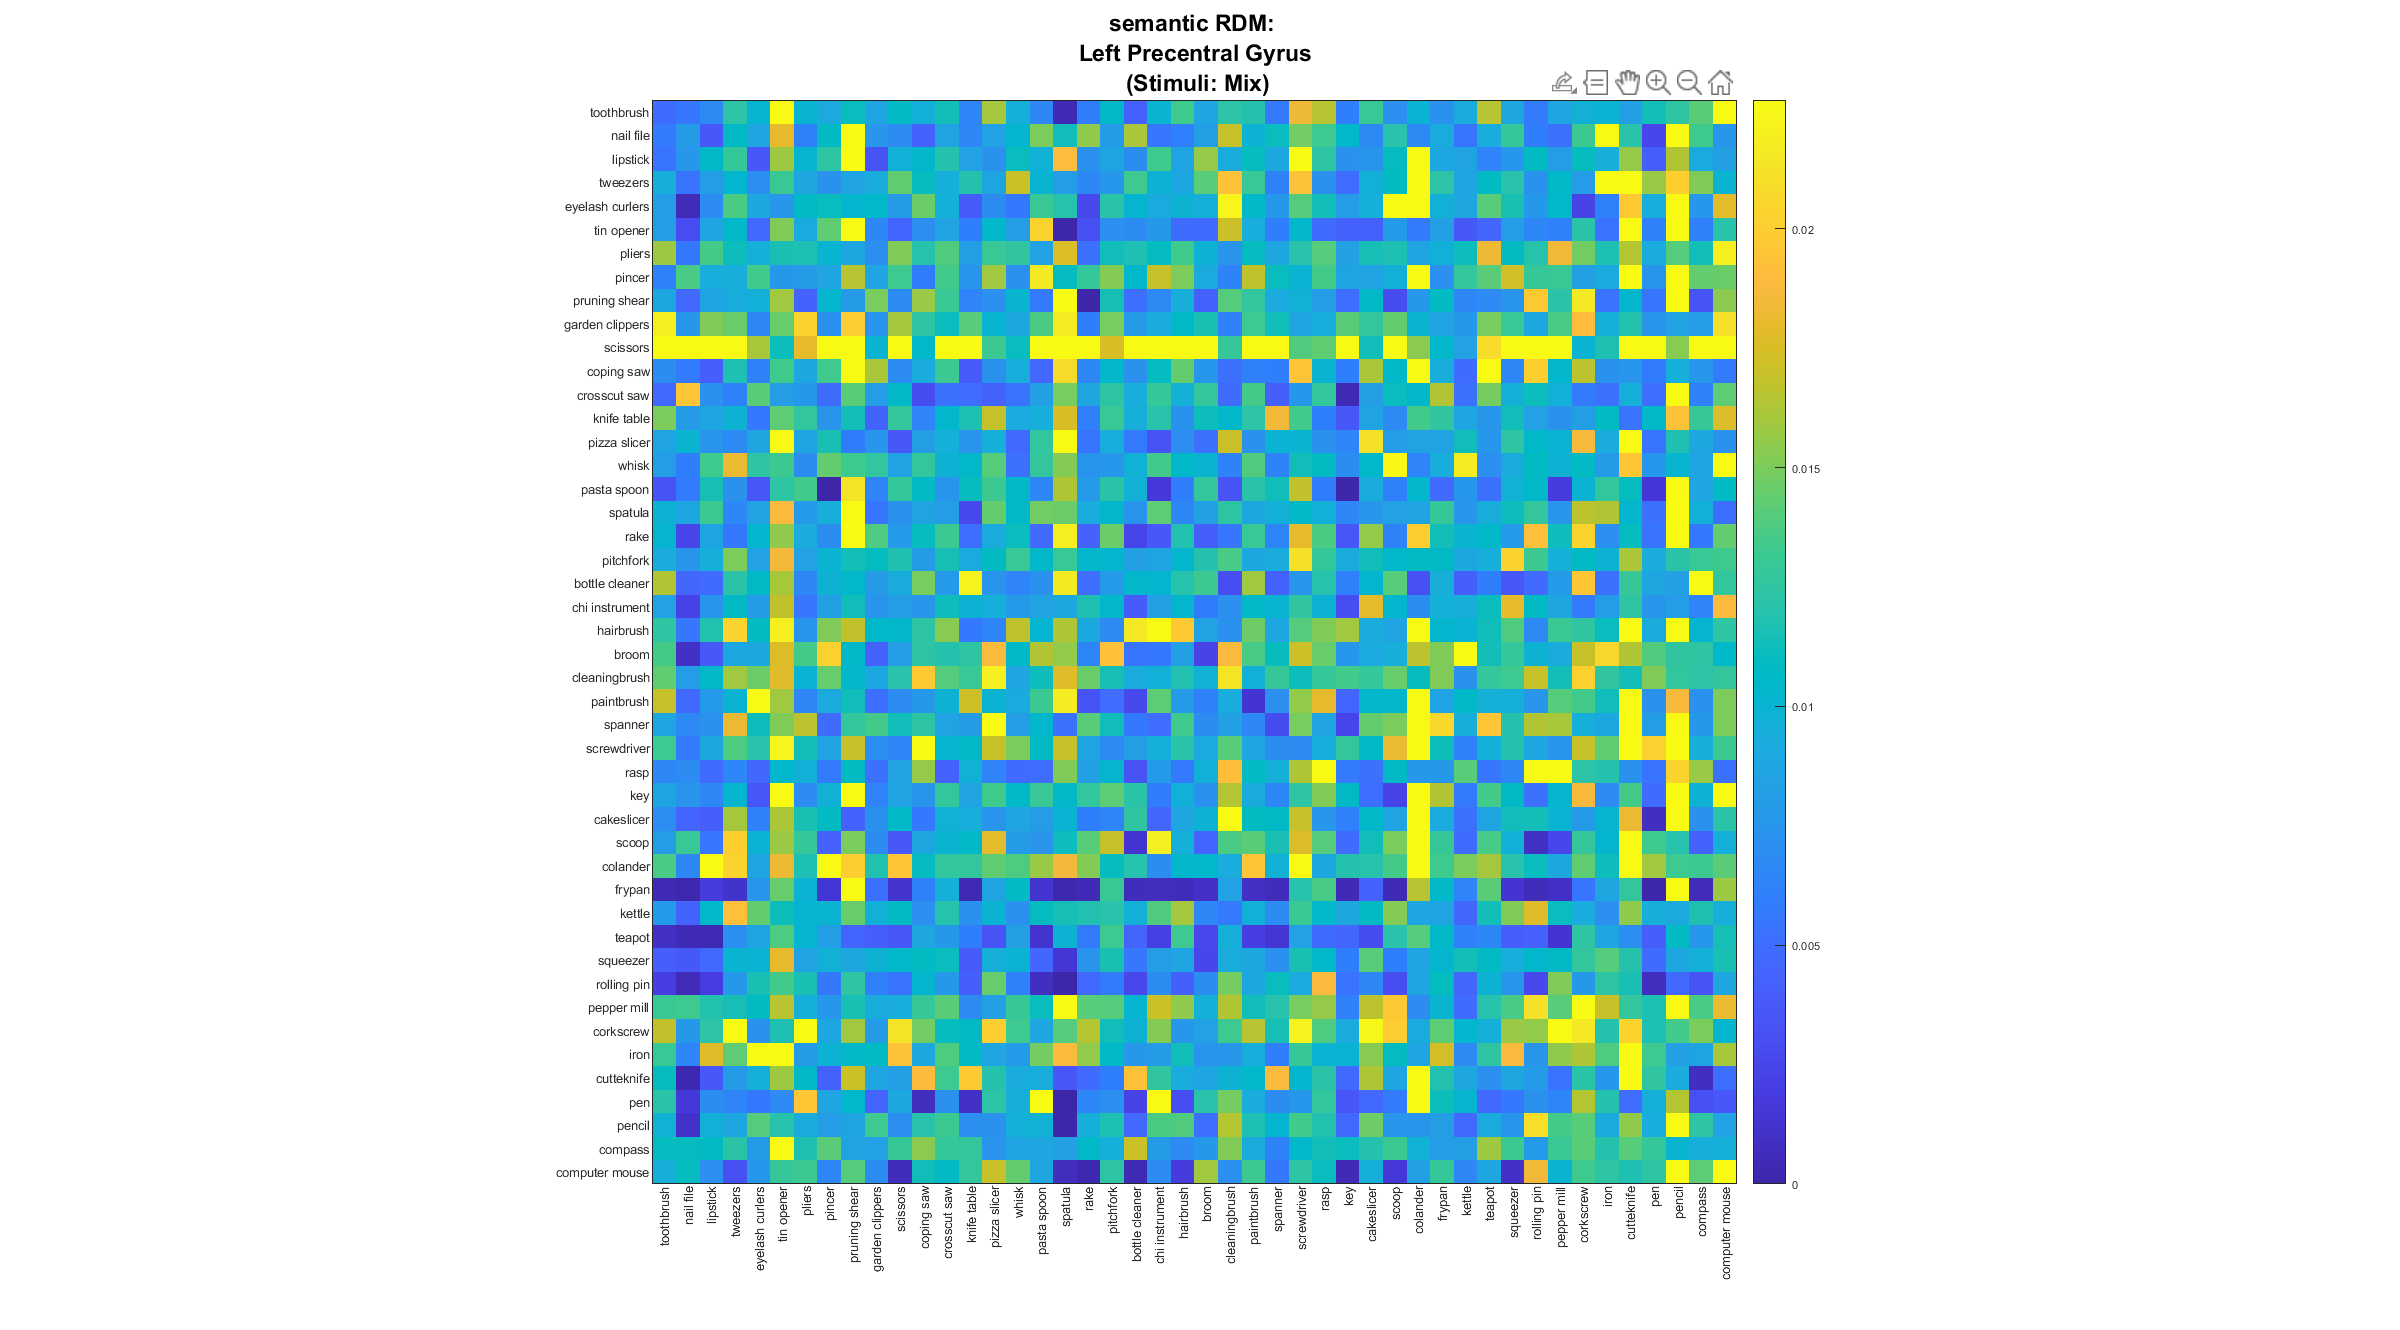 semantic RDM:
Left Precentral Gyrus
(Stimuli: Mix)
toothbrush
nail file
lipstick
tweezers
eyelash curlers
tin opener
pliers
pincer
pruning shear
garden clippers
scissors
coping saw
crosscut saw
knife table
pizza slicer
whisk
pasta spoon
spatula
rake
pitchfork
bottle cleaner
chi instrument
hairbrush
broom
cleaningbrush
paintbrush
spanner
screwdriver
rasp
key
cakeslicer
scoop
colander
frypan
kettle
teapot
squeezer
rolling pin
pepper mill
corkscrew
iron
cutteknife
pen
pencil
compass
computer mouse
toothbrush
nail file
lipstick
tweezers
eyelash curlers
tin opener
pliers
pincer
pruning shear
garden clippers
scissors
coping saw
crosscut saw
knife table
pizza slicer
whisk
pasta spoon
spatula
rake
pitchfork
bottle cleaner
chi instrument
hairbrush
broom
cleaningbrush
paintbrush
spanner
screwdriver
rasp
key
cakeslicer
scoop
colander
frypan
kettle
teapot
squeezer
rolling pin
pepper mill
corkscrew
iron
cutteknife
pen
pencil
compass
computer mouse
0.02
0.015
0.01
0.005
0